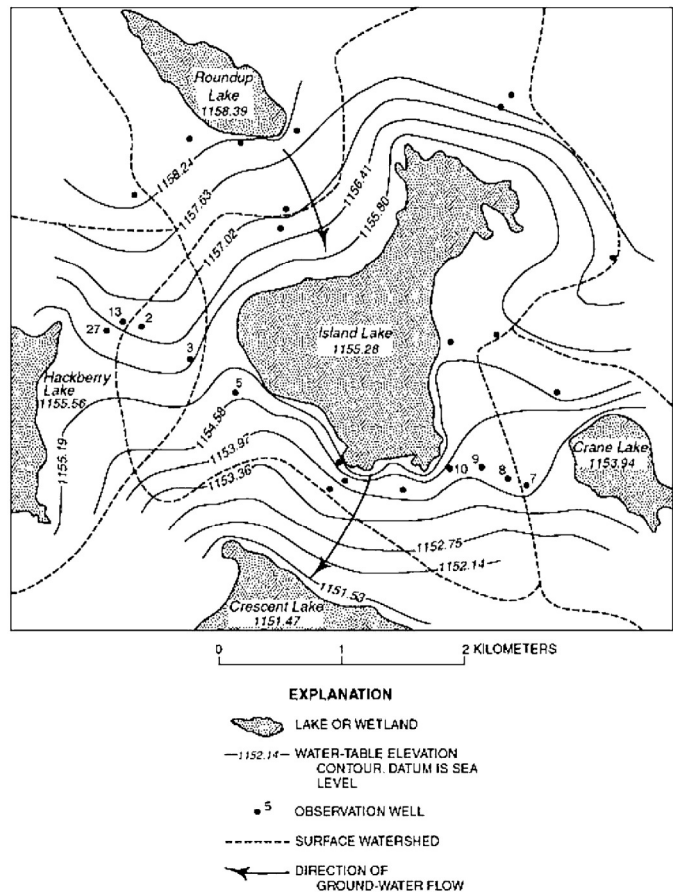 Roundup
Lake
1158.39
1158.24
1157.63
1157.02
1156.41
1155.80
13
2
27
3
Island Lake
1155.28
Hackberry
Lake
1155.56
5
1155.19
1154.58
1153.97
1153.36
10
9
8
7
Crane Lake
1153.94
1152.75
1152.14
1151.53
Crescent Lake
1151.47
0 1 2 KILOMETERS
EXPLANATION
LAKE OR WETLAND
1152.14 WATER-TABLE ELEVATION
CONTOUR. DATUM IS SEA
LEVEL
5 OBSERVATION WELL
SURFACE WATERSHED
DIRECTION OF
GROUND-WATER FLOW